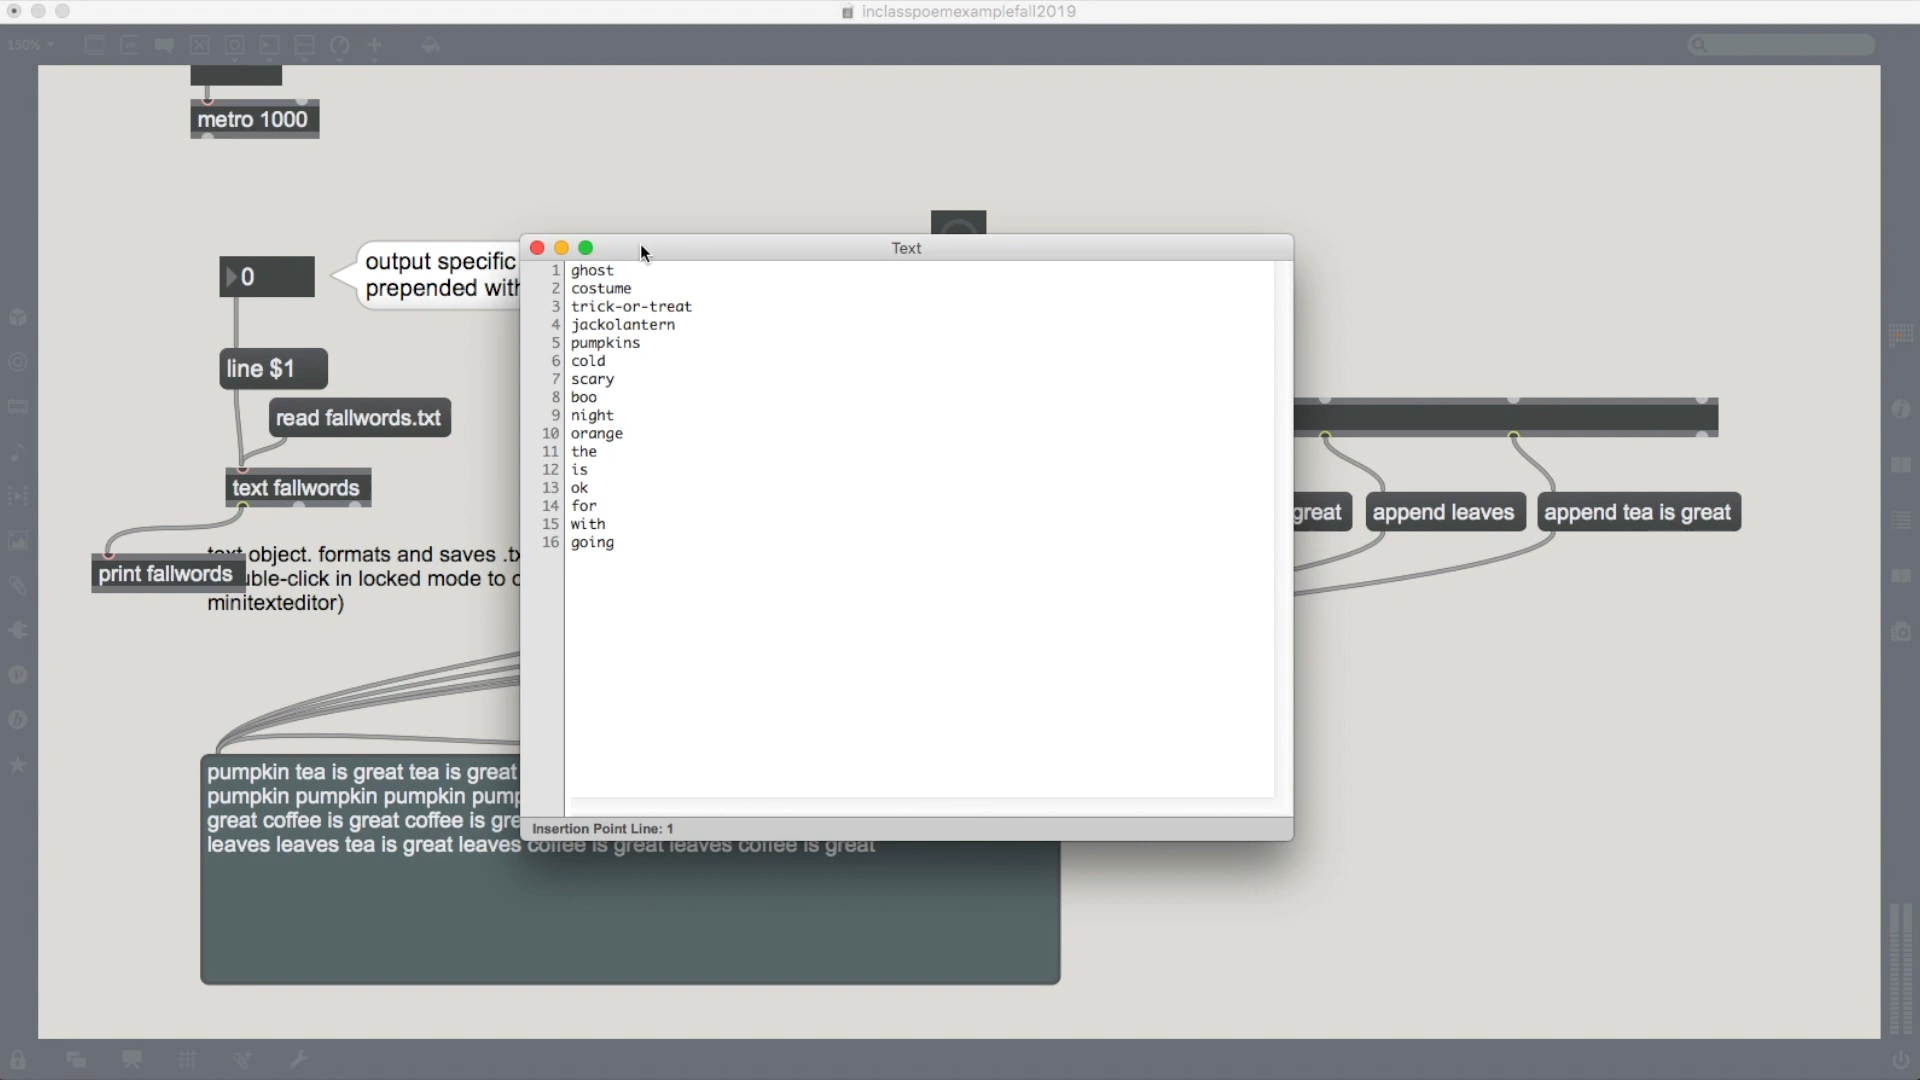 inclasspoemexamplefall2019
150%
metro 1000
0
output specific
prepended with
line $1
read fallwords.txt
text fallwords
print fallwords
text object. formats and saves
uble-click in locked mode to
minitexteditor)
Text
1 ghost
2 costume
3 trick-or-treat
4 jackolantern
5 pumpkins
6 cold
7 scary
8 boo
9 night
10 orange
11 the
12 is
13 ok
14 for
15 with
16 going
Insertion Point Line: 1
great
append leaves
append tea is great
pumpkin tea is great tea is great
pumpkin pumpkin pumpkin pump
great coffee is great coffee is gre
leaves leaves tea is great leaves coffee is great leaves coffee is great